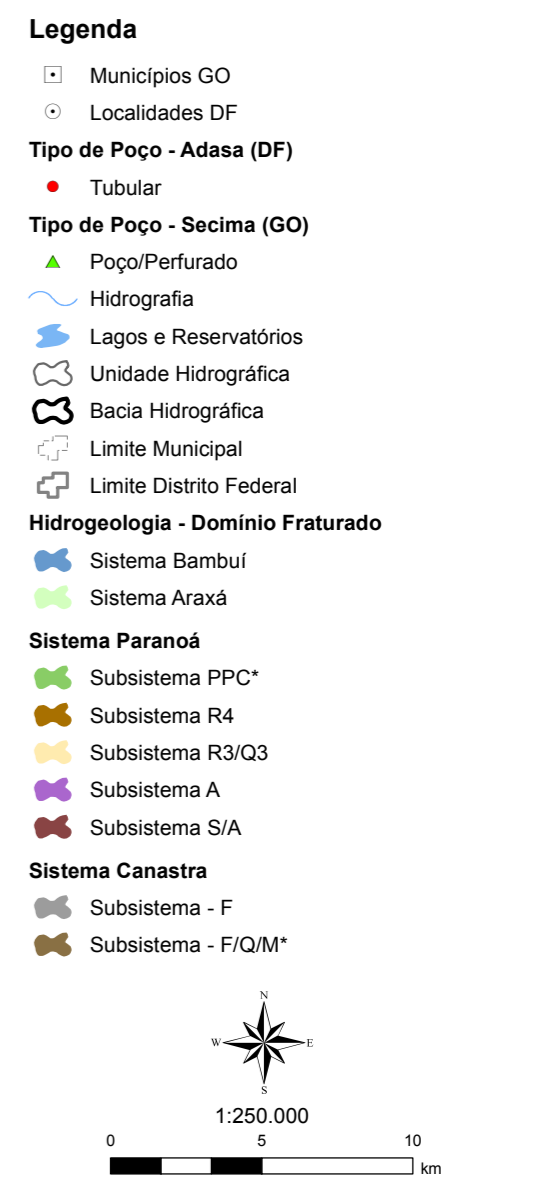 Legenda
Municípios GO
Localidades DF
Tipo de Poço - Adasa (DF)
Tubular
Tipo de Poço - Secima (GO)
Poço/Perfurado
Hidrografia
Lagos e Reservatórios
Unidade Hidrográfica
Bacia Hidrográfica
Limite Municipal
Limite Distrito Federal
Hidrogeologia - Domínio Fraturado
Sistema Bambuí
Sistema Araxá
Sistema Paranoá
Subsistema PPC*
Subsistema R4
Subsistema R3/Q3
Subsistema A
Subsistema S/A
Sistema Canastra
Subsistema - F
Subsistema - F/Q/M*
N
W E
S
1:250.000
0 5 10
km